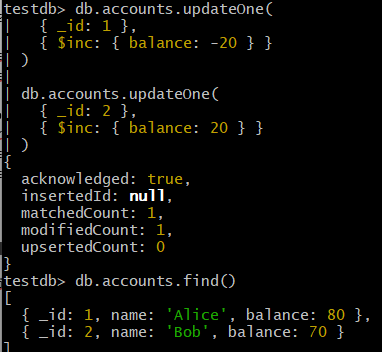 testdb> db.accounts.updateOne(
|   { _id: 1 },
|   { $inc: { balance: -20 } }
| )
|
| db.accounts.updateOne(
|   { _id: 2 },
|   { $inc: { balance: 20 } }
| )
{
  acknowledged: true,
  insertedId: null,
  matchedCount: 1,
  modifiedCount: 1,
  upsertedCount: 0
}
testdb> db.accounts.find()
[
  { _id: 1, name: 'Alice', balance: 80 },
  { _id: 2, name: 'Bob', balance: 70 }
]